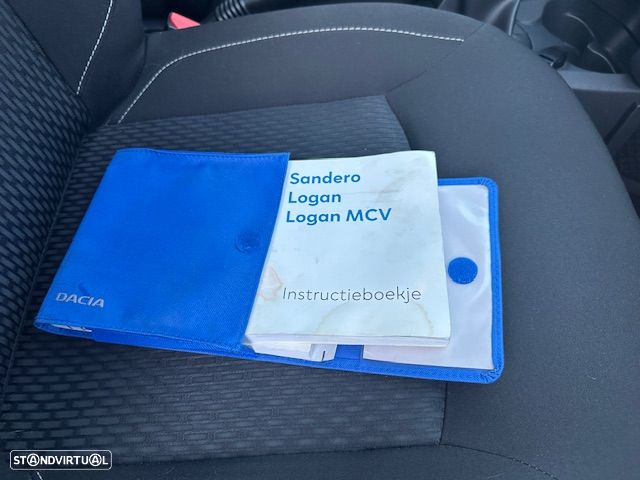 Sandero
Logan
Logan MCV
Instructieboekje
DACIA
STANDVIRTUAL